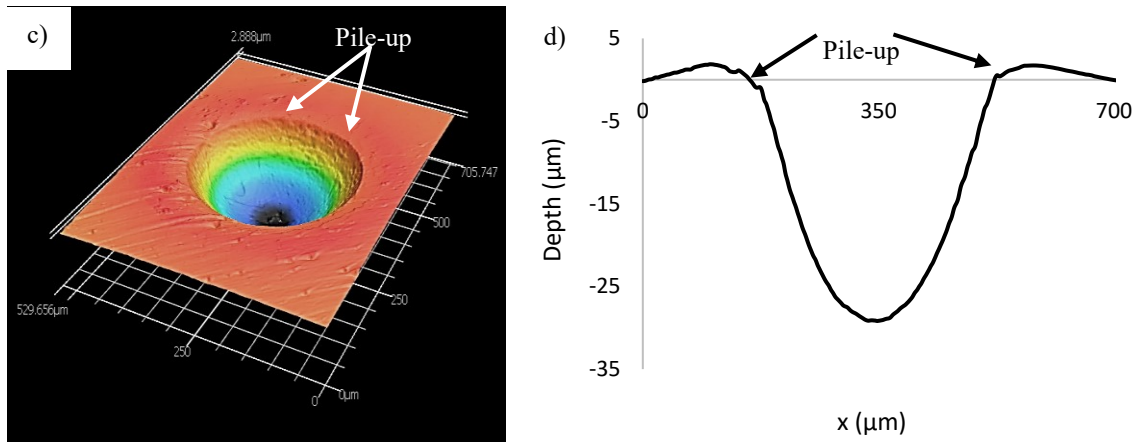 c)
2.888µm
Pile-up
705.747
500
250
529.656µm
250
0
0µm
d)
5
Pile-up
0
350
700
-5
-15
-25
-35
Depth (µm)
x (µm)